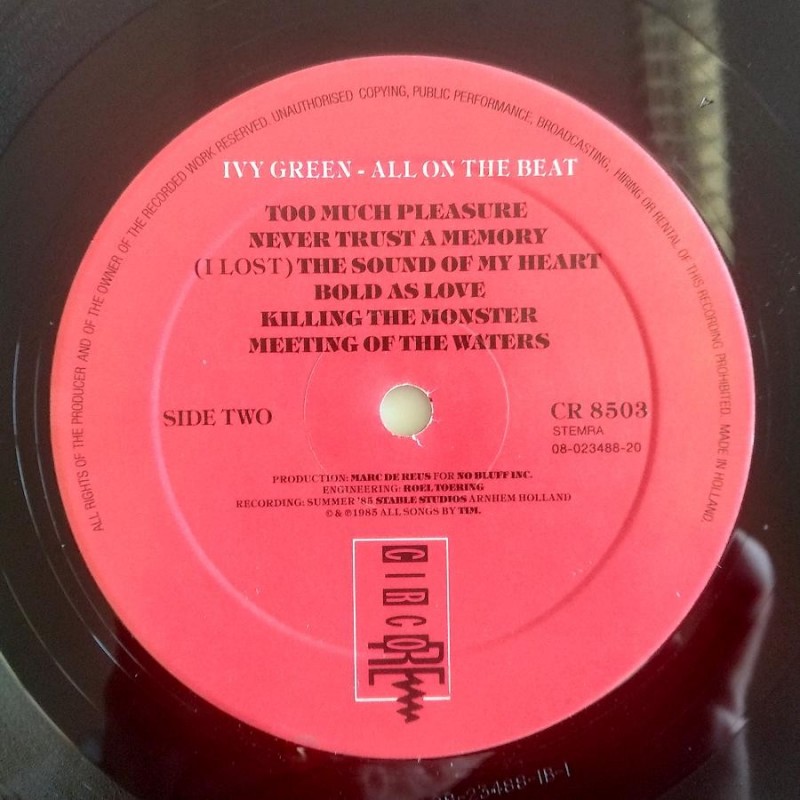 ALL RIGHTS OF THE PRODUCER AND OF THE OWNER OF THE RECORDED WORK RESERVED. UNAUTHORISED COPYING, PUBLIC PERFORMANCE, BROADCASTING, HIRING OR RENTAL OF THIS RECORDING PROHIBITED. MADE IN HOLLAND.
IVY GREEN - ALL ON THE BEAT
TOO MUCH PLEASURE
NEVER TRUST A MEMORY
(I LOST) THE SOUND OF MY HEART
BOLD AS LOVE
KILLING THE MONSTER
MEETING OF THE WATERS
SIDE TWO
CR 8503
STEMRA
08-023488-20
PRODUCTION: MARC DE REUS FOR NO BLUFF INC.
ENGINEERING: ROEL TOERING
RECORDING: SUMMER '85 STABLE STUDIOS ARNHEM HOLLAND
© & ℗ 1985 ALL SONGS BY TIM.
CIRCORE